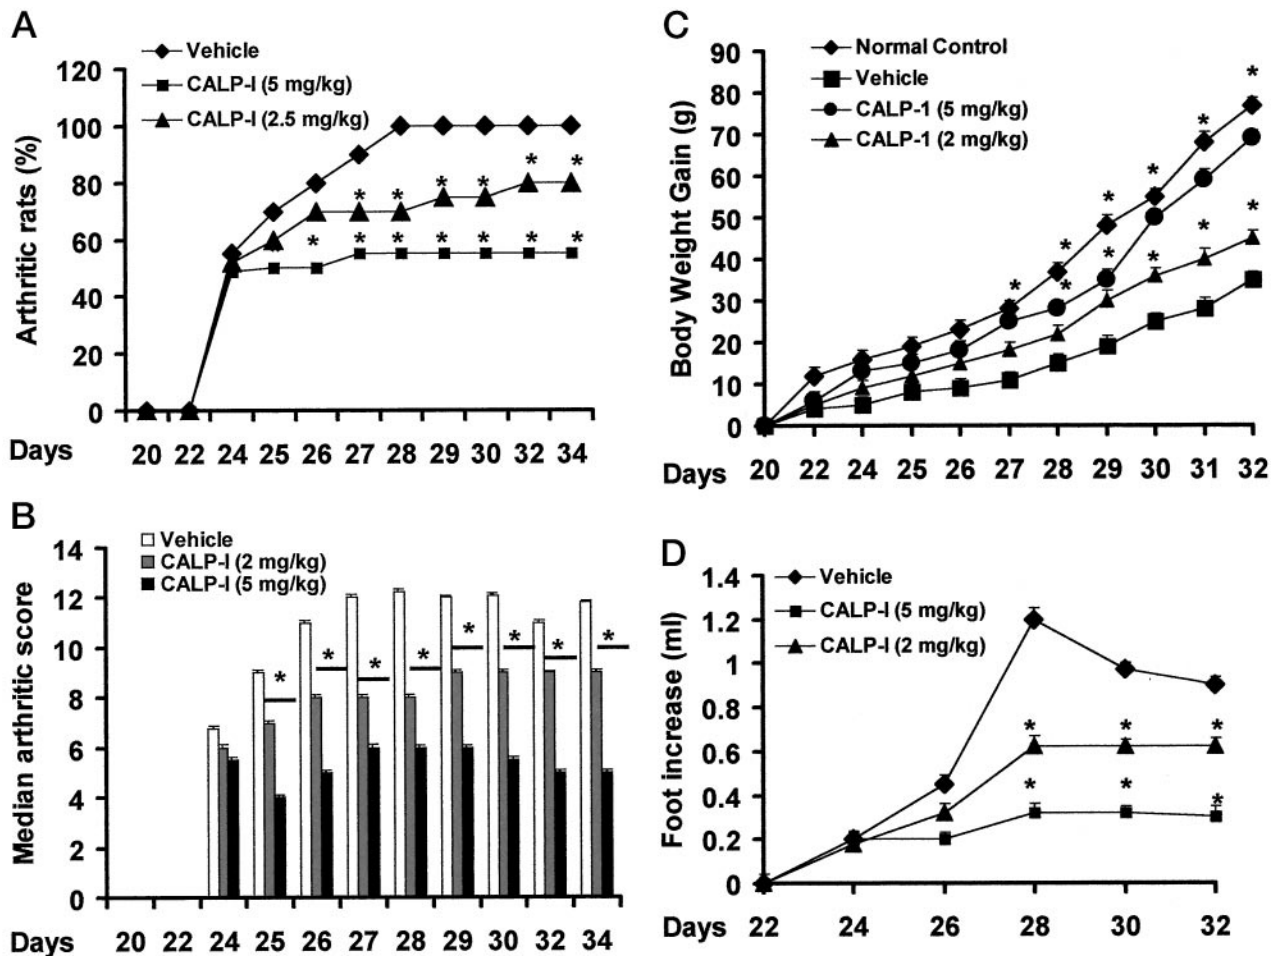 A
Vehicle
CALP-I (5 mg/kg)
CALP-I (2.5 mg/kg)
Arthritic rats (%)
120
100
80
60
40
20
0
* * * * * *
* * * * * * *
Days 20 22 24 25 26 27 28 29 30 32 34
B
Vehicle
CALP-I (2 mg/kg)
CALP-I (5 mg/kg)
Median arthritic score
14
12
10
8
6
4
2
0
* * * * * * * *
Days 20 22 24 25 26 27 28 29 30 32 34
C
Normal Control
Vehicle
CALP-1 (5 mg/kg)
CALP-1 (2 mg/kg)
Body Weight Gain (g)
90
80
70
60
50
40
30
20
10
0
* * * * * *
* * * * *
Days 20 22 24 25 26 27 28 29 30 31 32
D
Vehicle
CALP-I (5 mg/kg)
CALP-I (2 mg/kg)
Foot increase (ml)
1.4
1.2
1
0.8
0.6
0.4
0.2
0
* * *
* * *
Days 22 24 26 28 30 32